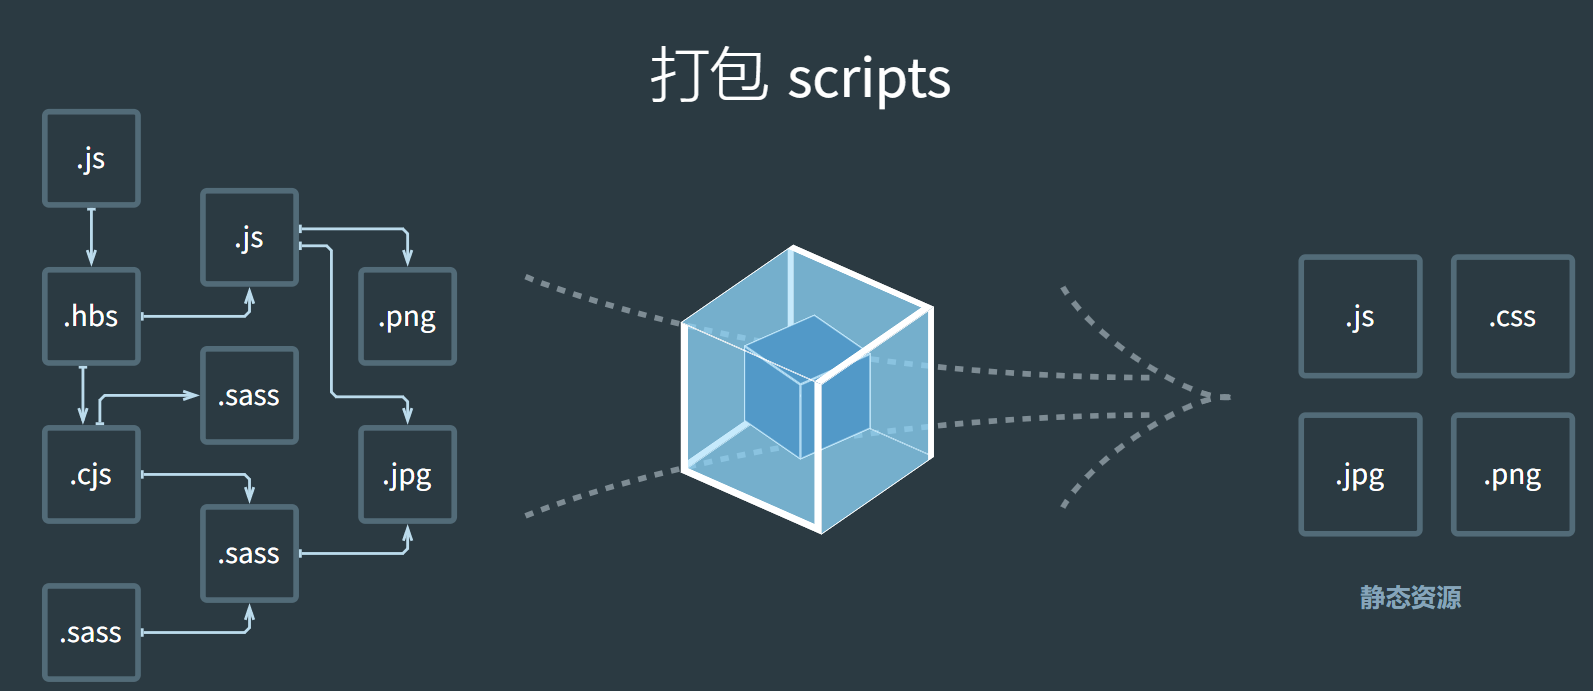 打包 scripts
.js
.js
.hbs
.png
.sass
.cjs
.jpg
.sass
.sass
.js
.css
.jpg
.png
静态资源